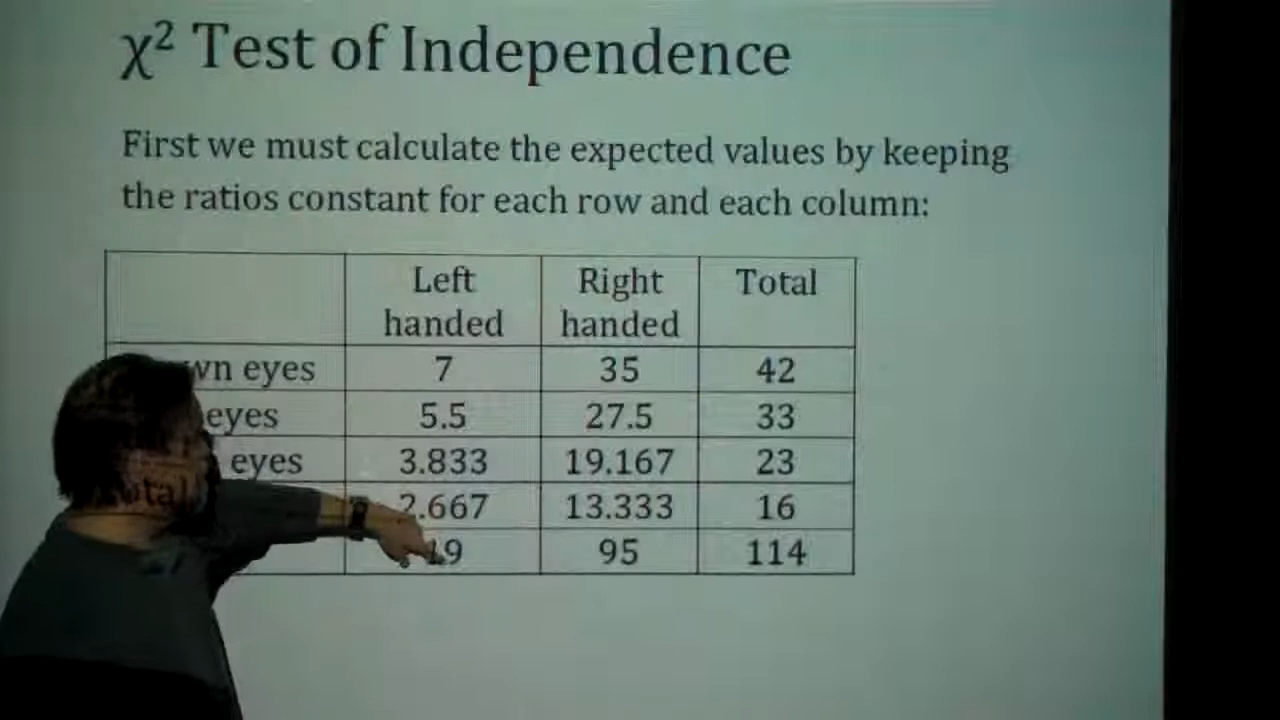 χ² Test of Independence
First we must calculate the expected values by keeping
the ratios constant for each row and each column:
Left handed Right handed Total
eyes 7 35 42
eyes 5.5 27.5 33
eyes 3.833 19.167 23
2.667 13.333 16
19 95 114